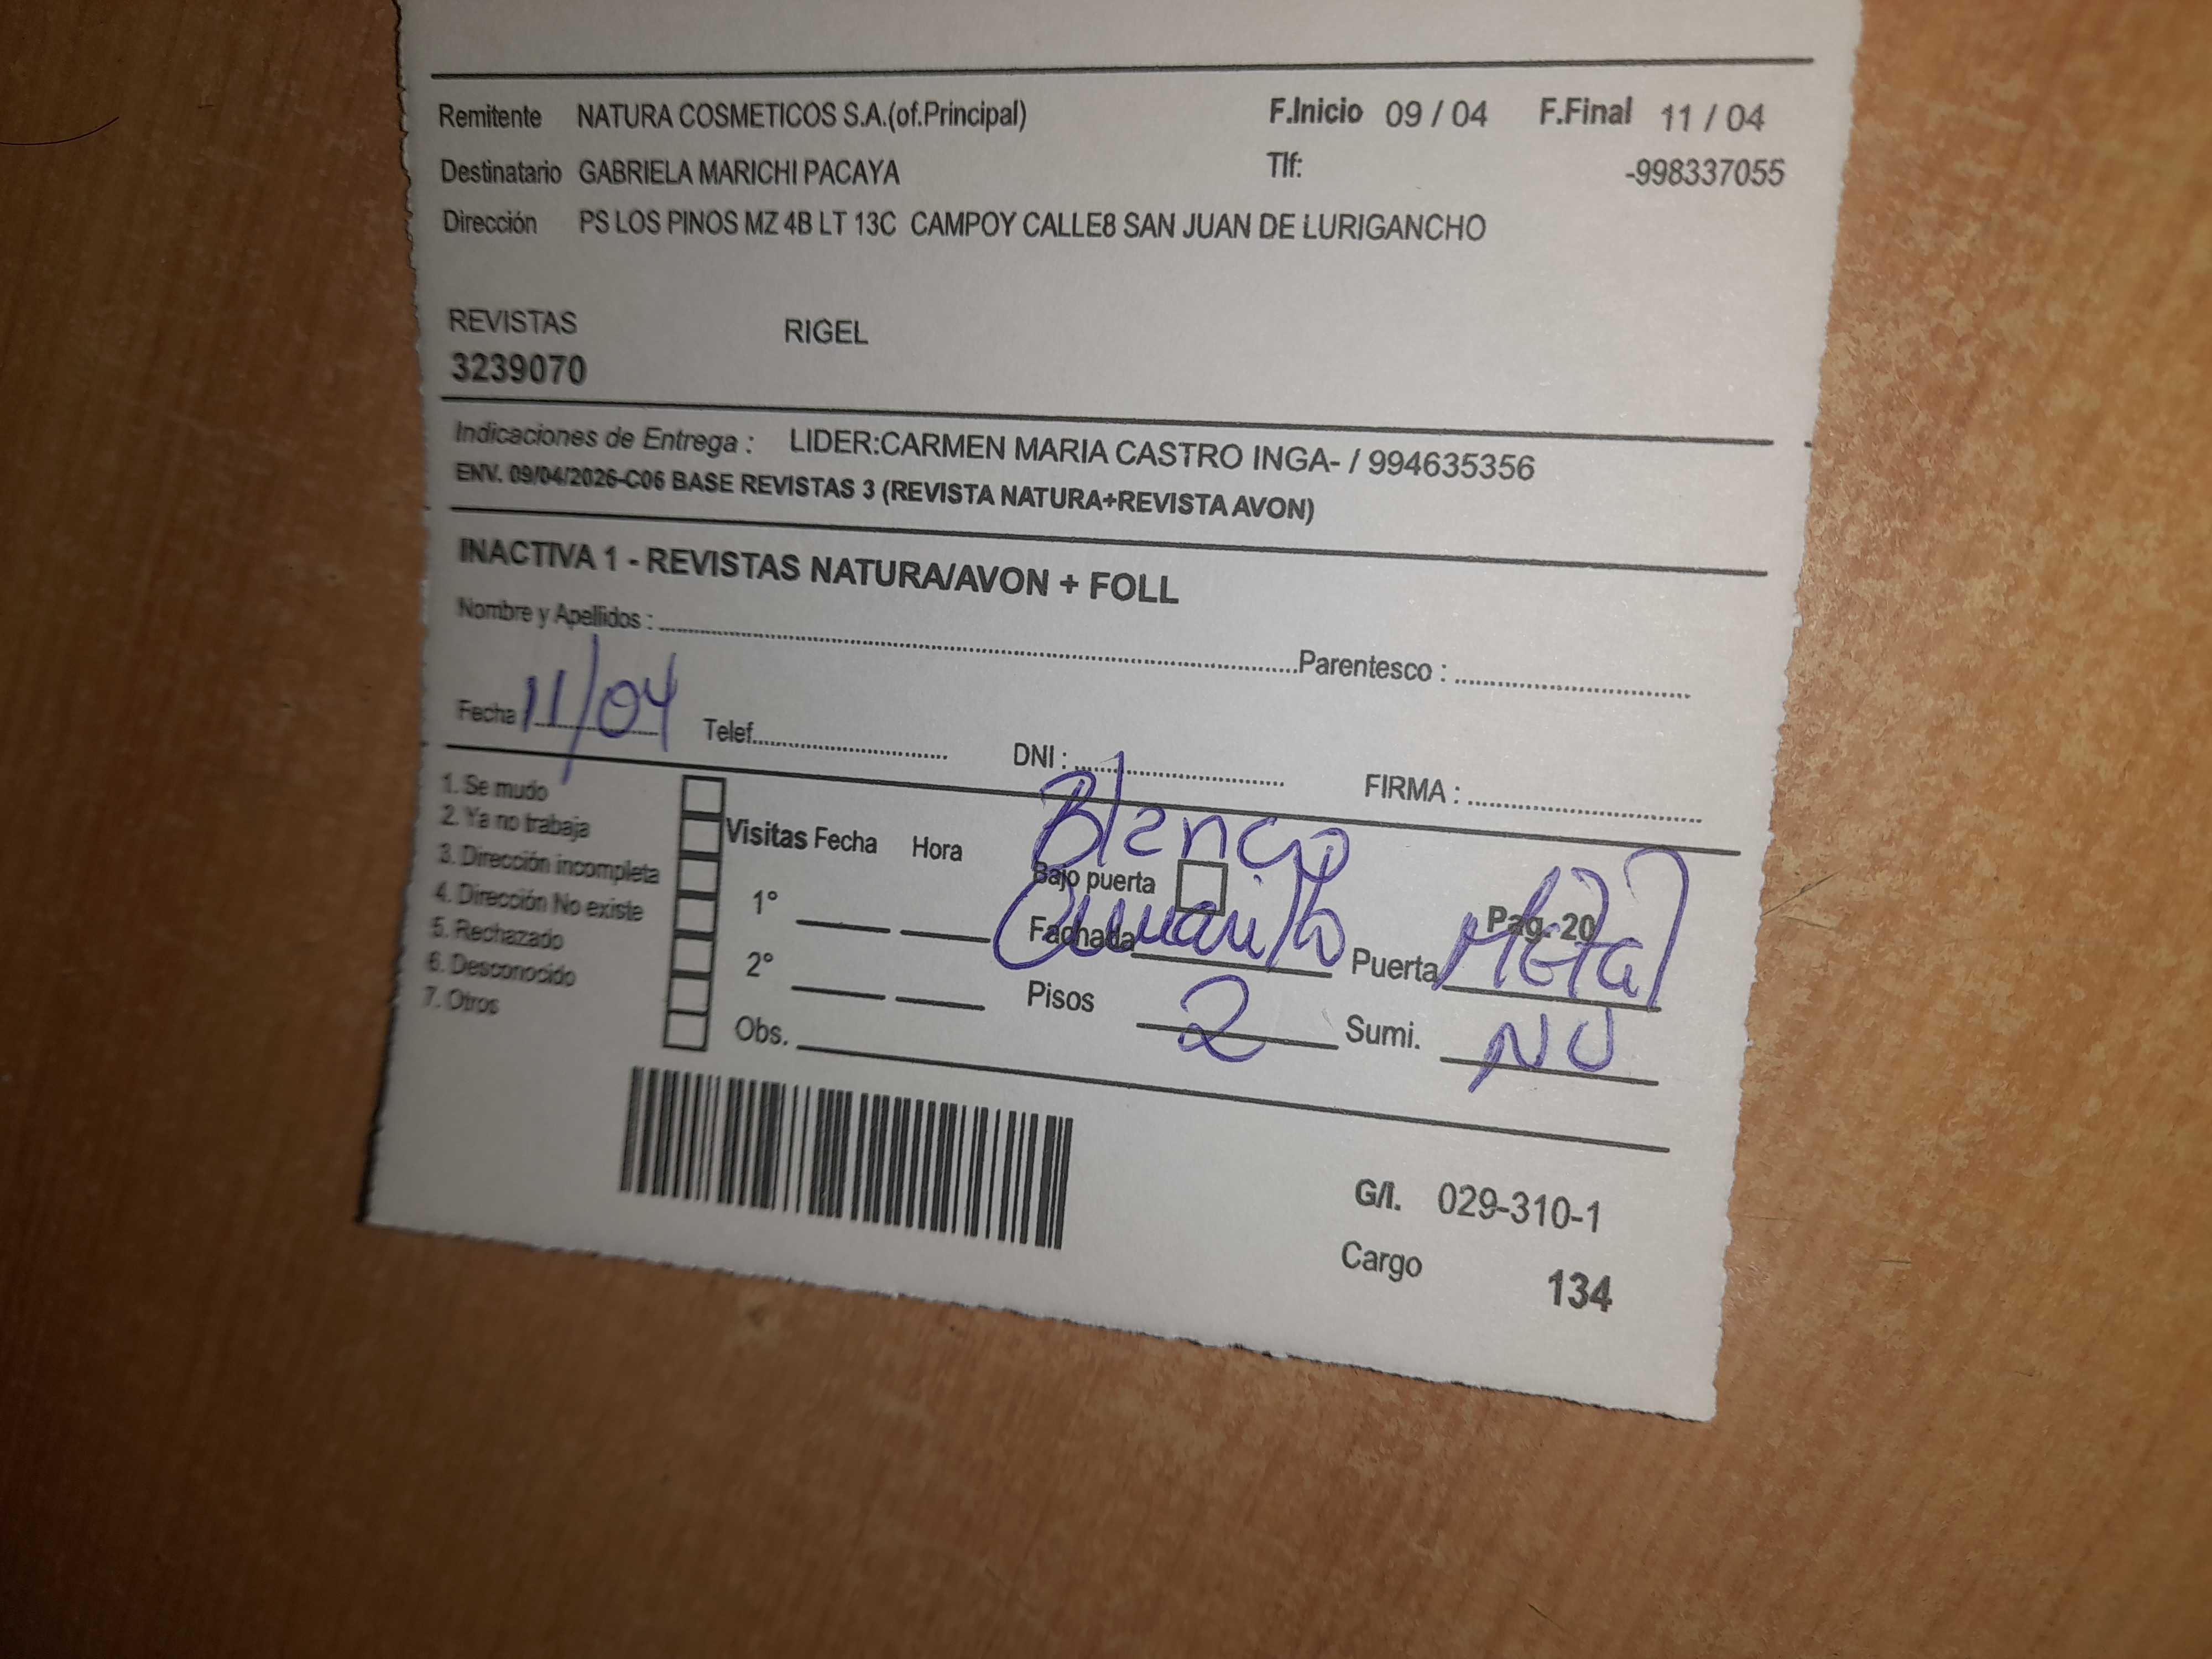 Remitente NATURA COSMETICOS S.A.(of.Principal) F.Inicio 09 / 04 F.Final 11 / 04
Destinatario GABRIELA MARICHI PACAYA Tlf: -998337055
Dirección PS LOS PINOS MZ 4B LT 13C CAMPOY CALLE8 SAN JUAN DE LURIGANCHO
REVISTAS RIGEL
3239070
Indicaciones de Entrega : LIDER:CARMEN MARIA CASTRO INGA- / 994635356
ENV. 09/04/2026-C06 BASE REVISTAS 3 (REVISTA NATURA+REVISTA AVON)
INACTIVA 1 - REVISTAS NATURA/AVON + FOLL
Nombre y Apellidos : Parentesco :
Fecha 11/04 Telef. DNI : FIRMA :
1. Se mudo
2. Ya no trabaja
3. Dirección incompleta
4. Dirección No existe
5. Rechazado
6. Desconocido
7. Otros
Visitas Fecha Hora
1°
2°
Obs.
Blanco
Bajo puerta Pag. 20
Fachada Puerta Metal
Pisos 2 Sumi. NO
G/I. 029-310-1
Cargo 134